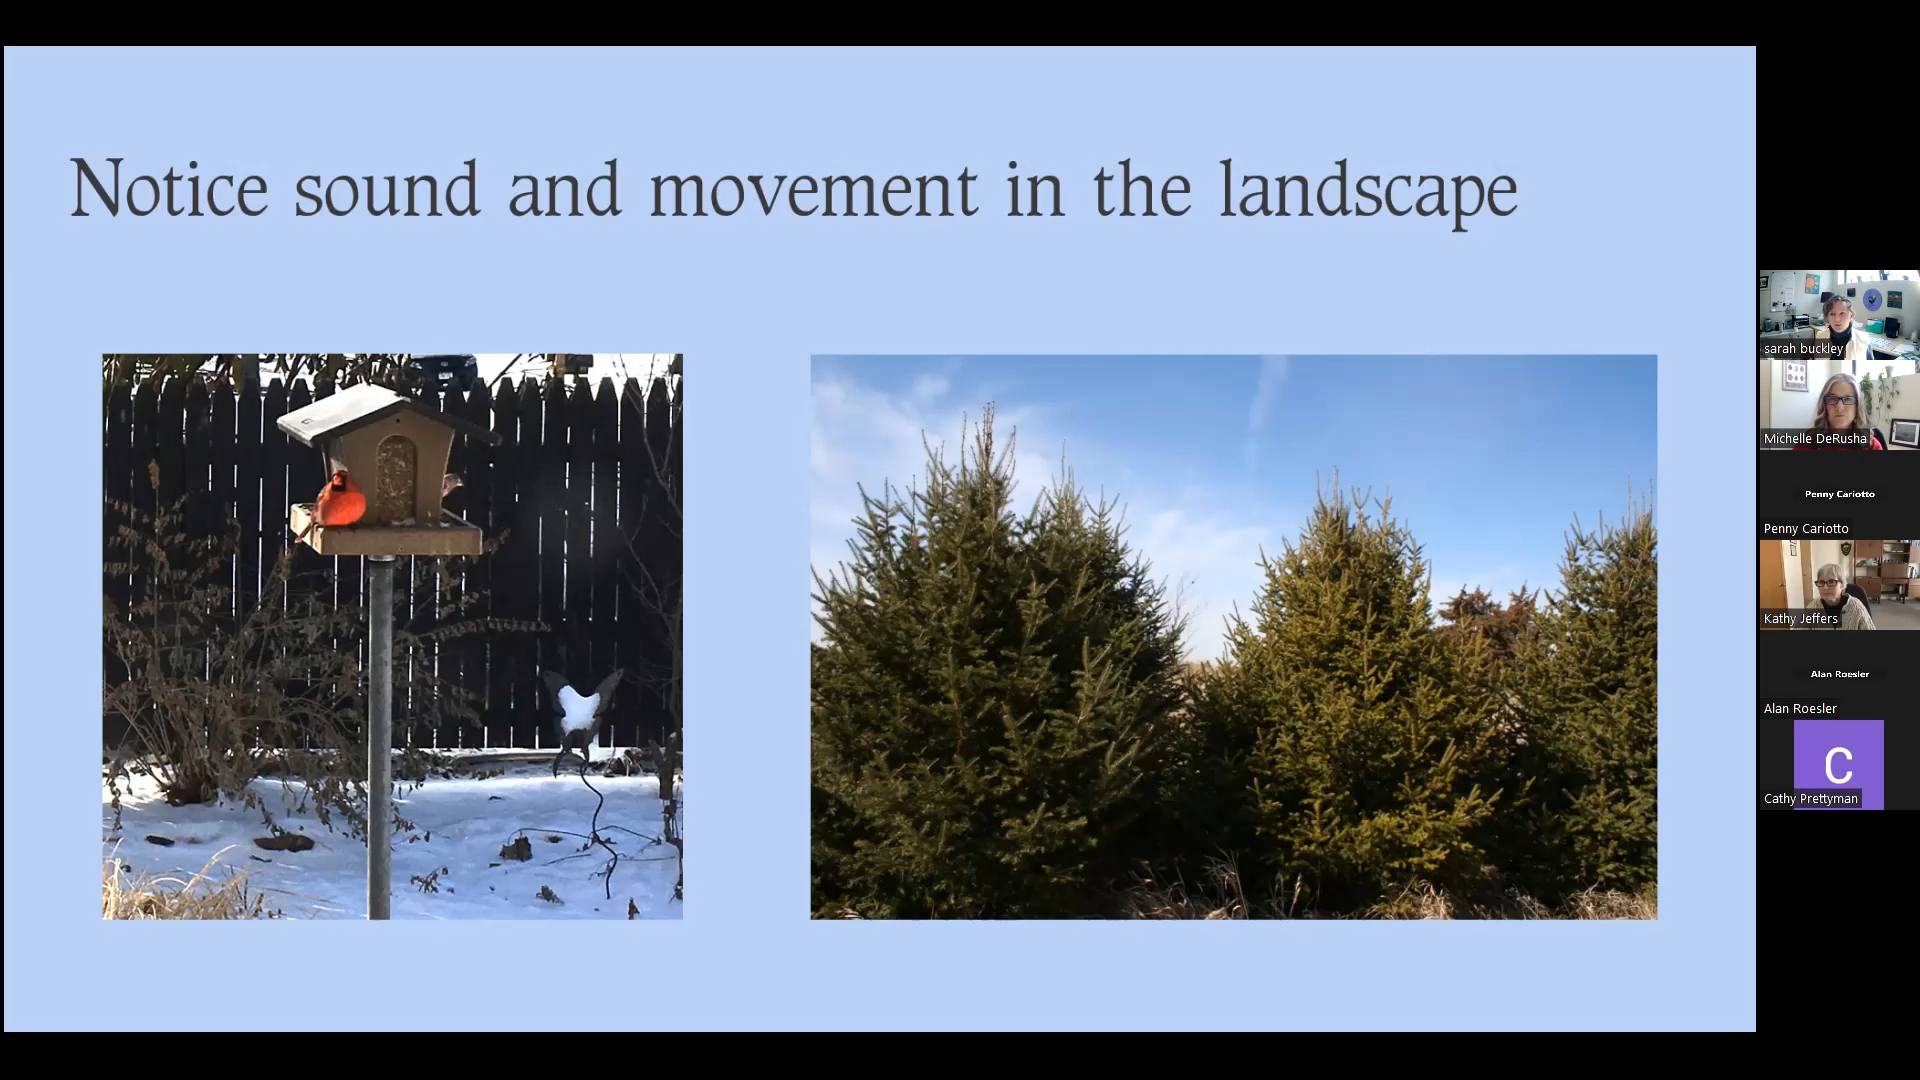 Notice sound and movement in the landscape
sarah buckley
Michelle DeRusha
Penny Cariotto
Penny Cariotto
Kathy Jeffers
Alan Roesler
Alan Roesler
C
Cathy Prettyman